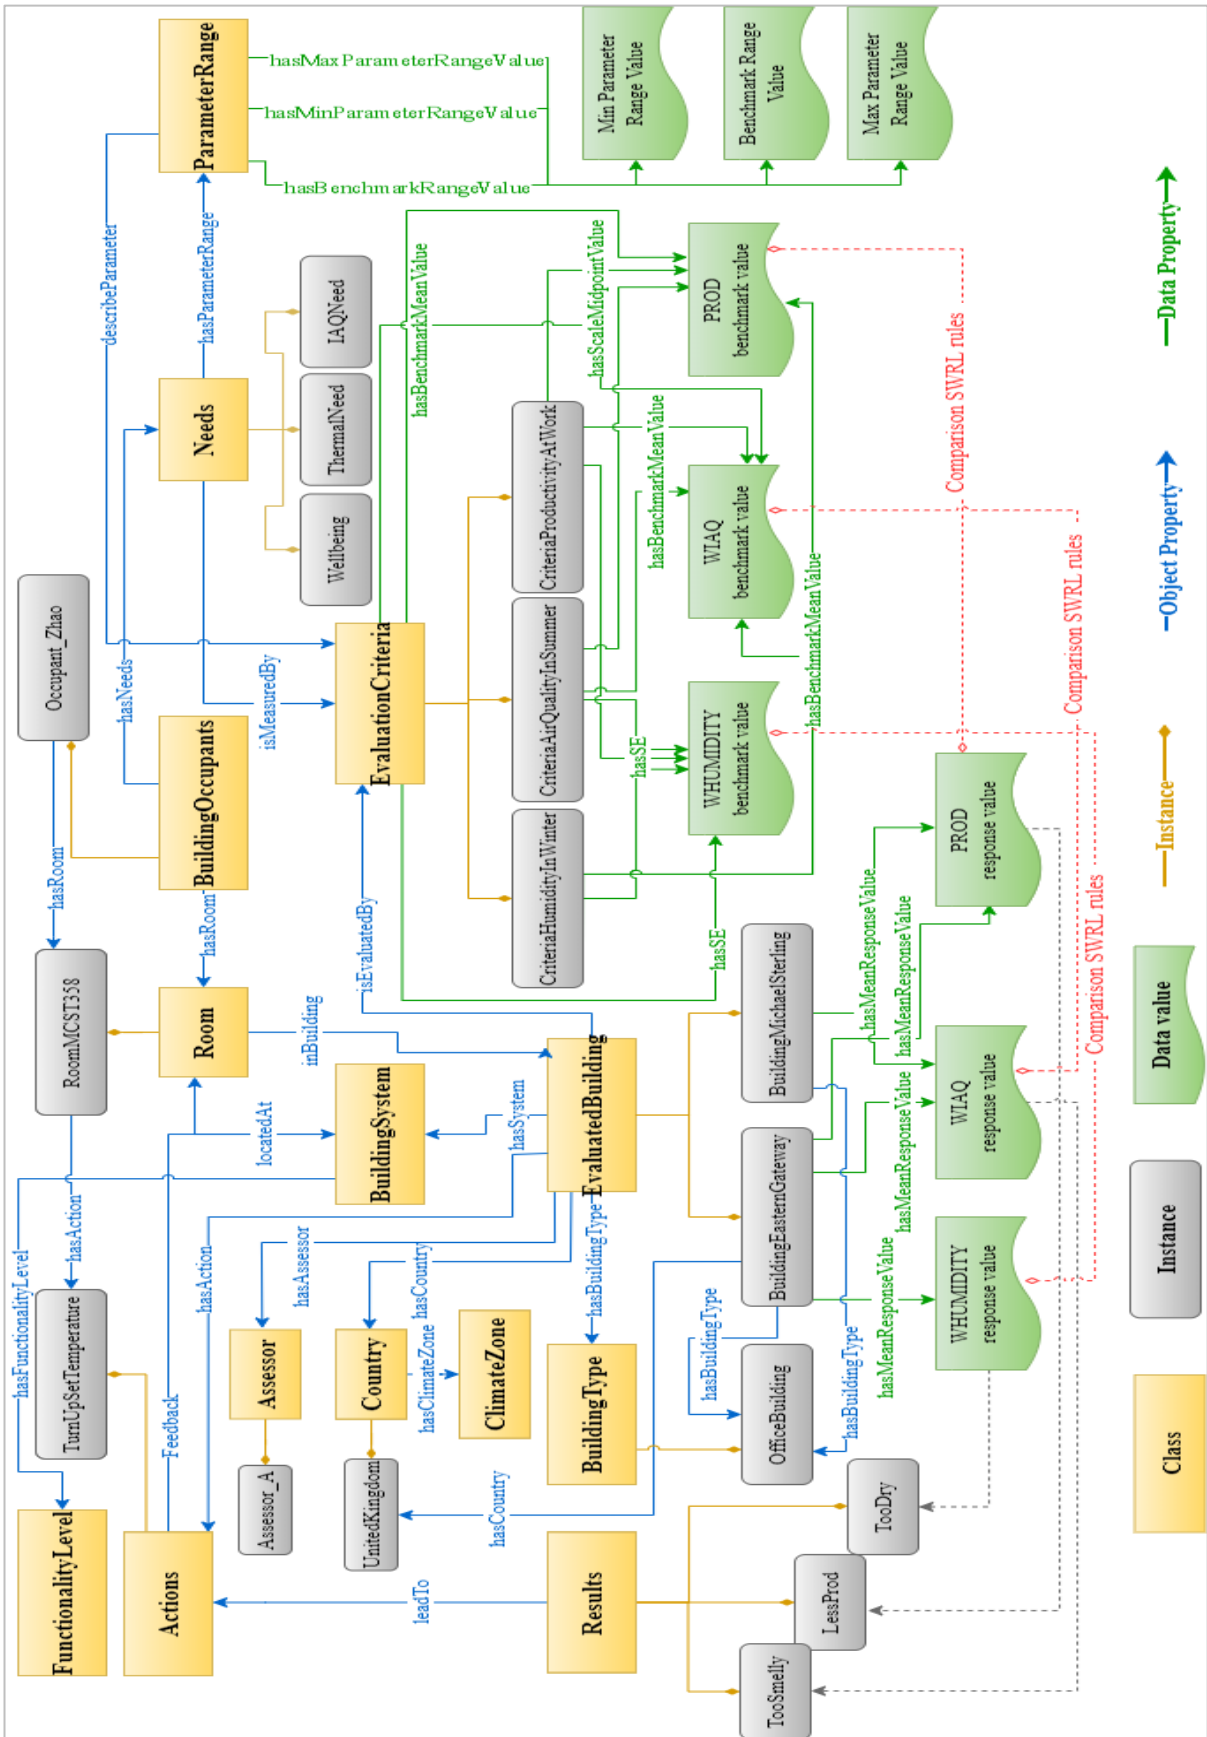 FunctionalityLevel
hasFunctionalityLevel
TurnUpSetTemperature
hasAction
RoomMCST358
hasRoom
Occupant_Zhao
Actions
Feedback
hasAction
locatedAt
Room
hasRoom
BuildingOccupants
hasNeeds
Needs
hasParameterRange
describeParameter
ParameterRange
hasMaxParameterRangeValue
hasMinParameterRangeValue
hasBenchmarkRangeValue
Assessor_A
Assessor
hasAssessor
inBuilding
isMeasuredBy
Wellbeing
ThermalNeed
IAQNeed
UnitedKingdom
Country
hasCountry
hasClimateZone
ClimateZone
BuildingSystem
hasSystem
isEvaluatedBy
EvaluationCriteria
hasBenchmarkMeanValue
leadTo
hasCountry
Results
BuildingType
hasBuildingType
EvaluatedBuilding
CriteriaHumidityInWinter
CriteriaAirQualityInSummer
CriteriaProductivityAtWork
hasScaleMidpointValue
Min Parameter
Range Value
Benchmark Range
Value
Max Parameter
Range Value
hasSE
hasSE
hasBenchmarkMeanValue
WHUMIDITY
benchmark value
WIAQ
benchmark value
PROD
benchmark value
hasBenchmarkMeanValue
TooSmelly
LessProd
TooDry
OfficeBuilding
hasBuildingType
hasBuildingType
BuildingEasternGateway
BuildingMichaelSterling
hasMeanResponseValue
hasMeanResponseValue
hasMeanResponseValue
hasMeanResponseValue
WHUMIDITY
response value
WIAQ
response value
PROD
response value
Comparison SWRL rules
Comparison SWRL rules
Comparison SWRL rules
Class
Instance
Data value
Instance
Object Property
Data Property